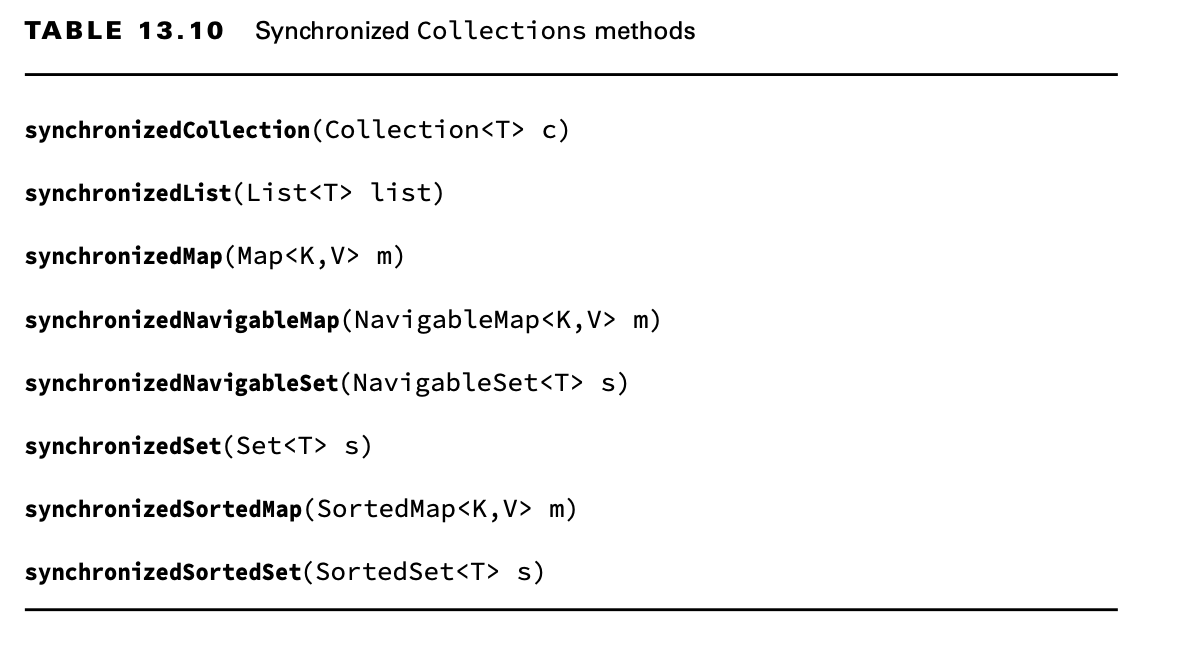 TABLE 13.10 Synchronized Collections methods
synchronizedCollection(Collection<T> c)
synchronizedList(List<T> list)
synchronizedMap(Map<K,V> m)
synchronizedNavigableMap(NavigableMap<K,V> m)
synchronizedNavigableSet(NavigableSet<T> s)
synchronizedSet(Set<T> s)
synchronizedSortedMap(SortedMap<K,V> m)
synchronizedSortedSet(SortedSet<T> s)